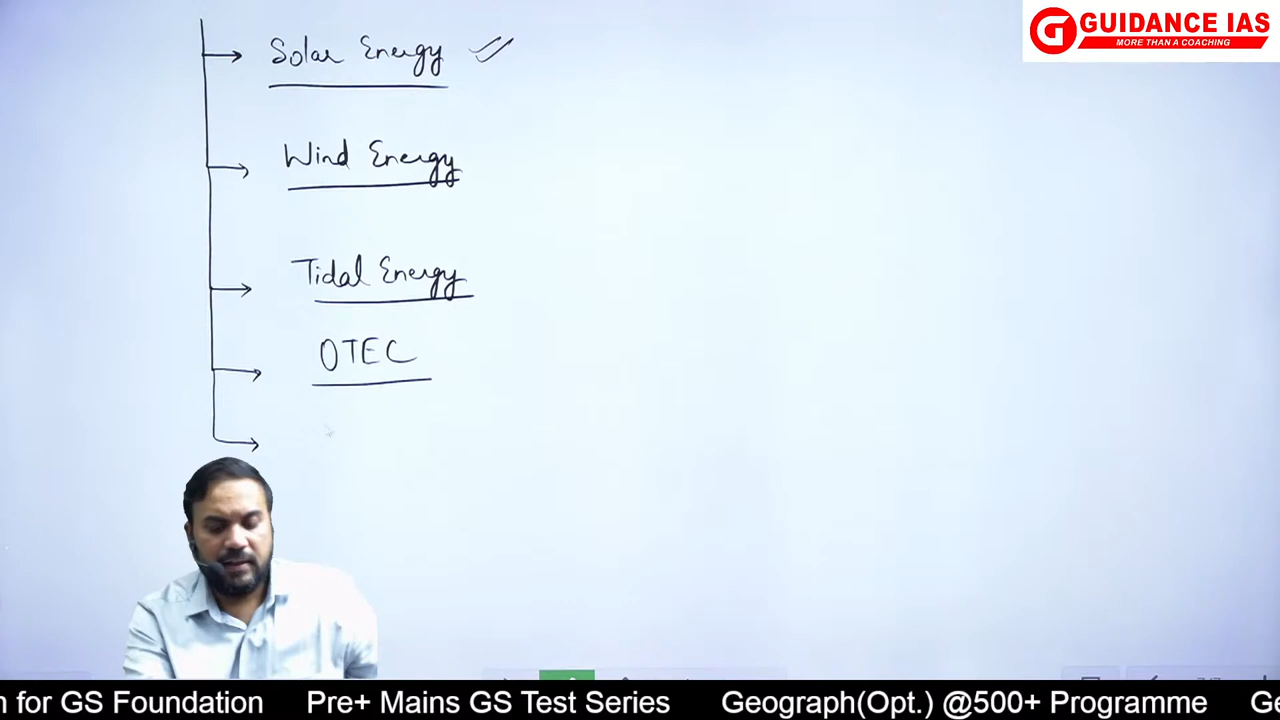 GUIDANCE IAS
MORE THAN A COACHING
Solar Energy
Wind Energy
Tidal Energy
OTEC
n for GS Foundation Pre+ Mains GS Test Series Geograph(Opt.) @500+ Programme Ge